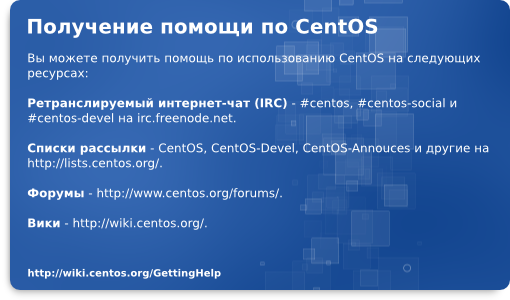 Получение помощи по CentOS
Вы можете получить помощь по использованию CentOS на следующих
ресурсах:
Ретранслируемый интернет-чат (IRC) - #centos, #centos-social и
#centos-devel на irc.freenode.net.
Списки рассылки - CentOS, CentOS-Devel, CentOS-Annouces и другие на
http://lists.centos.org/.
Форумы - http://www.centos.org/forums/.
Вики - http://wiki.centos.org/.
http://wiki.centos.org/GettingHelp